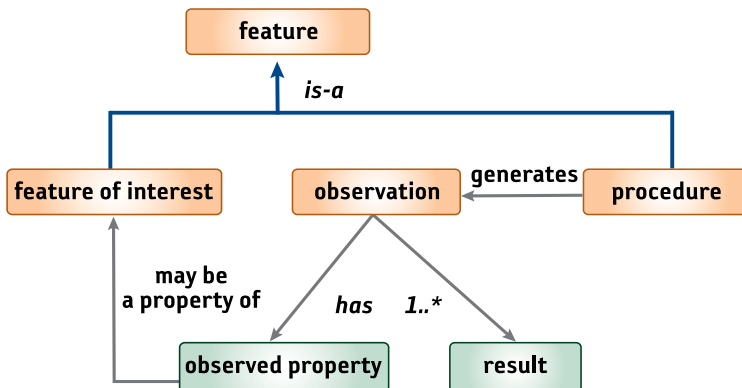 feature
is-a
feature of interest
observation
generates
procedure
may be
a property of
has
1..*
observed property
result